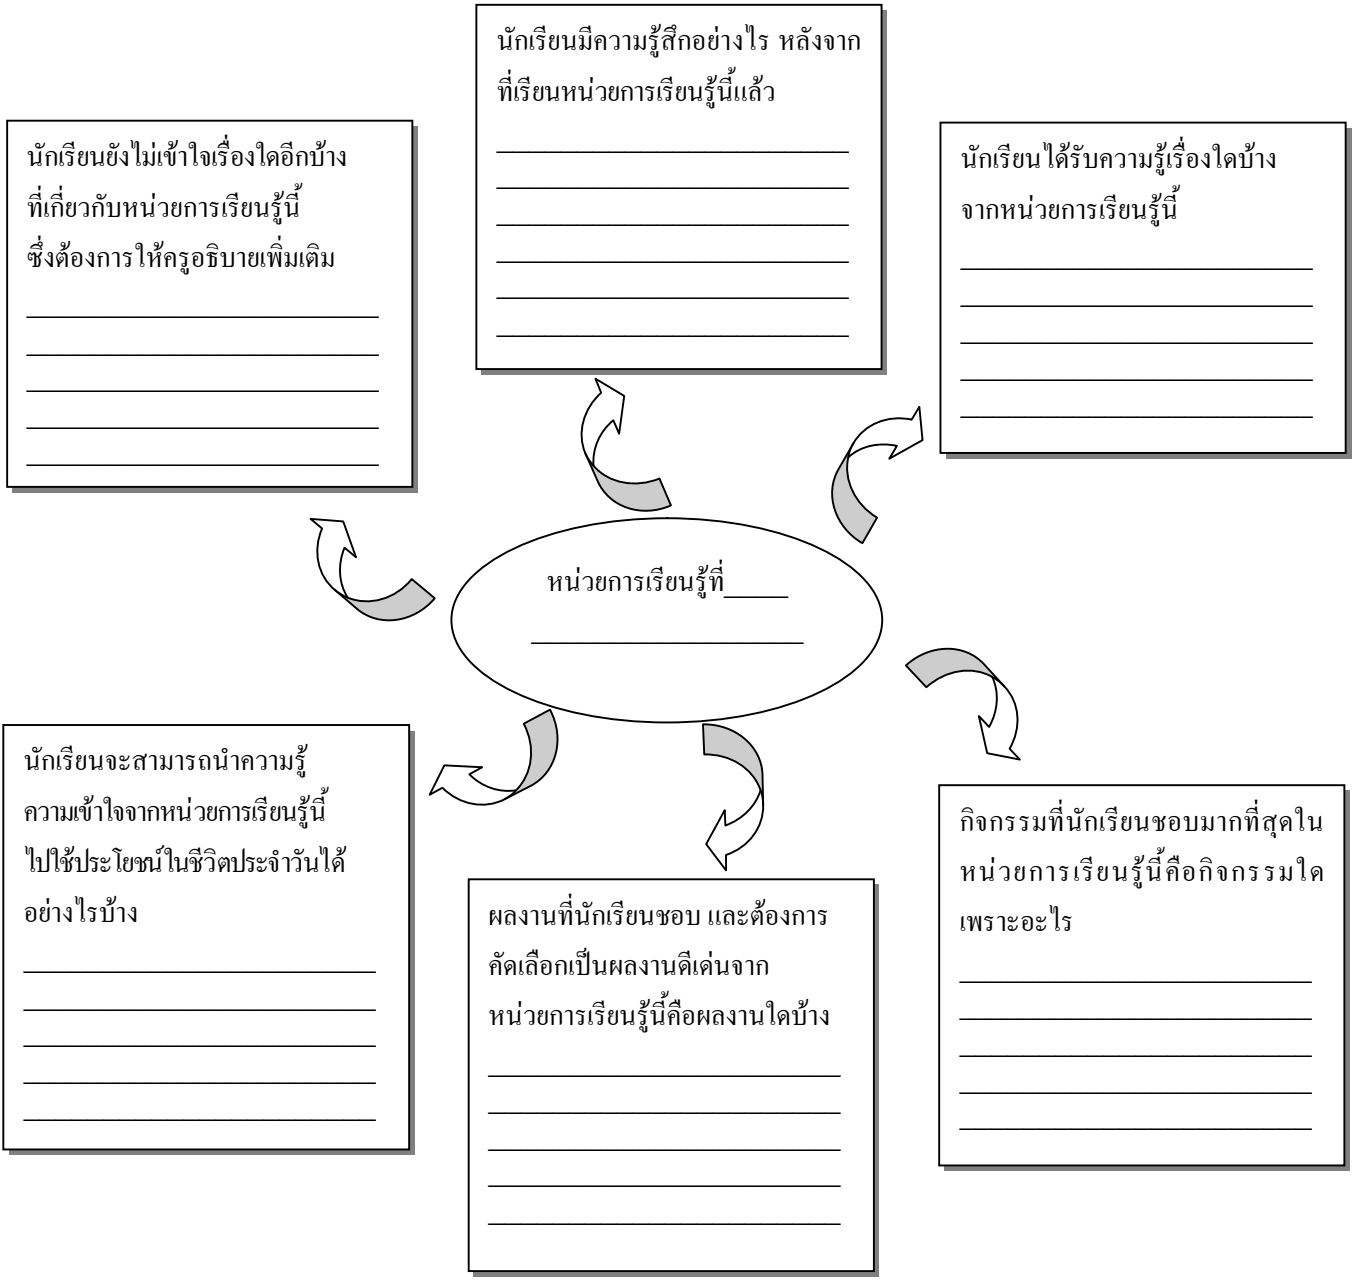 นักเรียนมีความรู้สึกอย่างไร หลังจาก
ที่เรียนหน่วยการเรียนรู้นี้แล้ว
นักเรียนยังไม่เข้าใจเรื่องใดอีกบ้าง
ที่เกี่ยวกับหน่วยการเรียนรู้นี้
ซึ่งต้องการให้ครูอธิบายเพิ่มเติม
นักเรียนได้รับความรู้เรื่องใดบ้าง
จากหน่วยการเรียนรู้นี้
หน่วยการเรียนรู้ที่_____
นักเรียนจะสามารถนำความรู้
ความเข้าใจจากหน่วยการเรียนรู้นี้
ไปใช้ประโยชน์ในชีวิตประจำวันได้
อย่างไรบ้าง
ผลงานที่นักเรียนชอบ และต้องการ
คัดเลือกเป็นผลงานดีเด่นจาก
หน่วยการเรียนรู้นี้คือผลงานใดบ้าง
กิจกรรมที่นักเรียนชอบมากที่สุดใน
หน่วยการเรียนรู้นี้คือกิจกรรมใด
เพราะอะไร